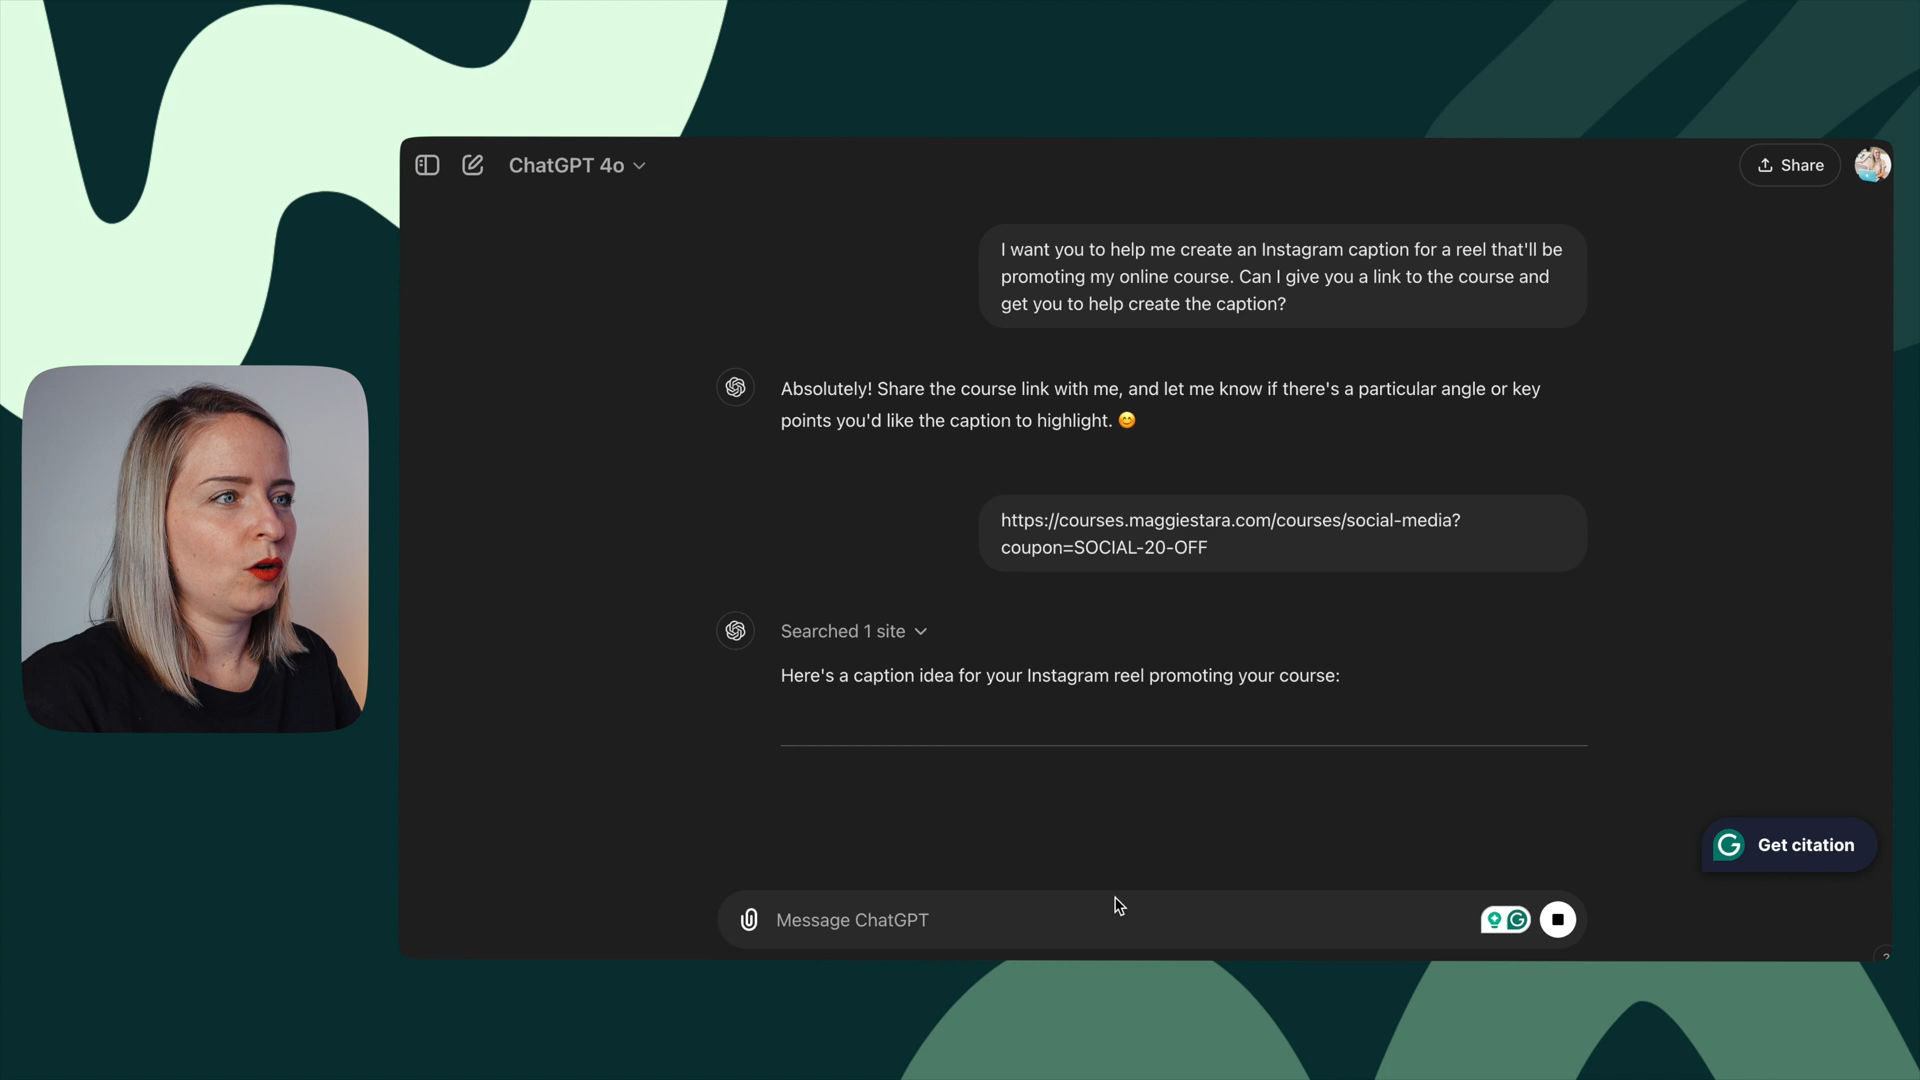 ChatGPT 4o
Share
I want you to help me create an Instagram caption for a reel that'll be
promoting my online course. Can I give you a link to the course and
get you to help create the caption?
Absolutely! Share the course link with me, and let me know if there's a particular angle or key
points you'd like the caption to highlight. 😊
https://courses.maggiestara.com/courses/social-media?
coupon=SOCIAL-20-OFF
Searched 1 site
Here's a caption idea for your Instagram reel promoting your course:
Get citation
Message ChatGPT
?